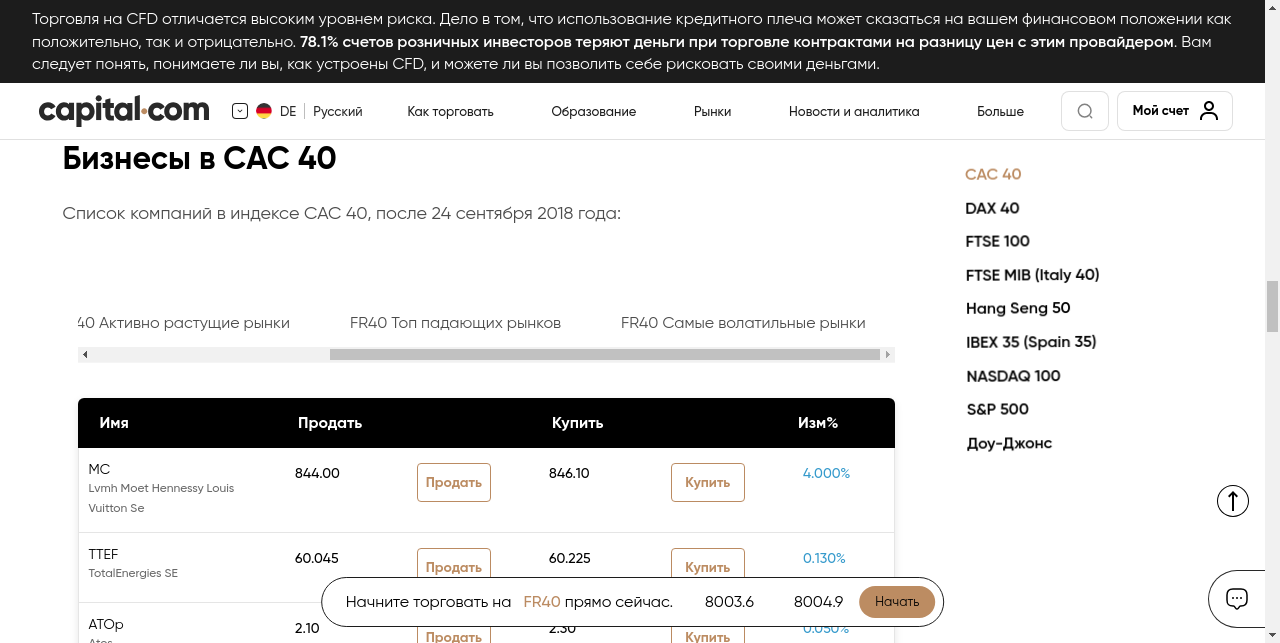 Торговля на CFD отличается высоким уровнем риска. Дело в том, что использование кредитного плеча может сказаться на вашем финансовом положении как
положительно, так и отрицательно. 78.1% счетов розничных инвесторов теряют деньги при торговле контрактами на разницу цен с этим провайдером. Вам
следует понять, понимаете ли вы, как устроены CFD, и можете ли вы позволить себе рисковать своими деньгами.
capital.com DE Русский Как торговать Образование Рынки Новости и аналитика Больше Мой счет
Бизнесы в CAC 40
Список компаний в индексе CAC 40, после 24 сентября 2018 года:
40 Активно растущие рынки FR40 Топ падающих рынков FR40 Самые волатильные рынки
Имя Продать Купить Изм%
MC 844.00 Продать 846.10 Купить 4.000%
Lvmh Moet Hennessy Louis
Vuitton Se
TTEF 60.045 Продать 60.225 Купить 0.130%
TotalEnergies SE
ATOp 2.10 Продать 2.30 Купить 0.050%
Atos
CAC 40
DAX 40
FTSE 100
FTSE MIB (Italy 40)
Hang Seng 50
IBEX 35 (Spain 35)
NASDAQ 100
S&P 500
Доу-Джонс
Начните торговать на FR40 прямо сейчас. 8003.6 8004.9 Начать